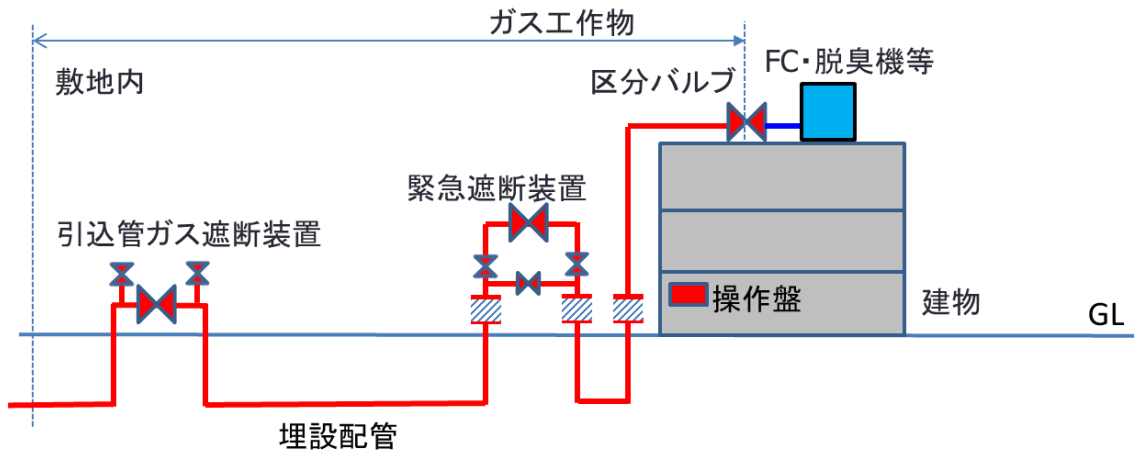 ガス工作物
敷地内
区分バルブ
FC・脱臭機等
緊急遮断装置
引込管ガス遮断装置
操作盤
建物
GL
埋設配管